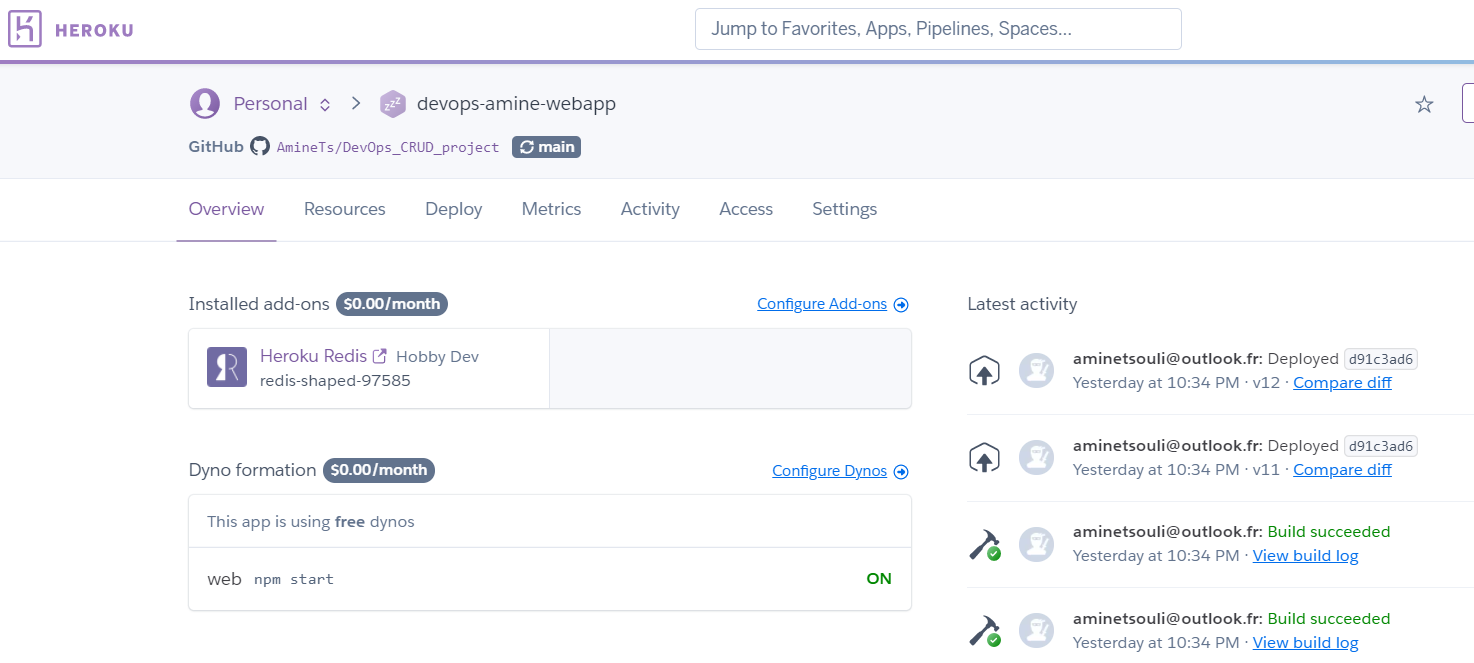 HEROKU
Jump to Favorites, Apps, Pipelines, Spaces...
Personal
zzZ
devops-amine-webapp
GitHub AmineTs/DevOps_CRUD_project main
Overview Resources Deploy Metrics Activity Access Settings
Installed add-ons $0.00/month Configure Add-ons
Heroku Redis Hobby Dev
redis-shaped-97585
Dyno formation $0.00/month Configure Dynos
This app is using free dynos
web npm start ON
Latest activity
aminetsouli@outlook.fr: Deployed d91c3ad6
Yesterday at 10:34 PM · v12 · Compare diff
aminetsouli@outlook.fr: Deployed d91c3ad6
Yesterday at 10:34 PM · v11 · Compare diff
aminetsouli@outlook.fr: Build succeeded
Yesterday at 10:34 PM · View build log
aminetsouli@outlook.fr: Build succeeded
Yesterday at 10:34 PM · View build log